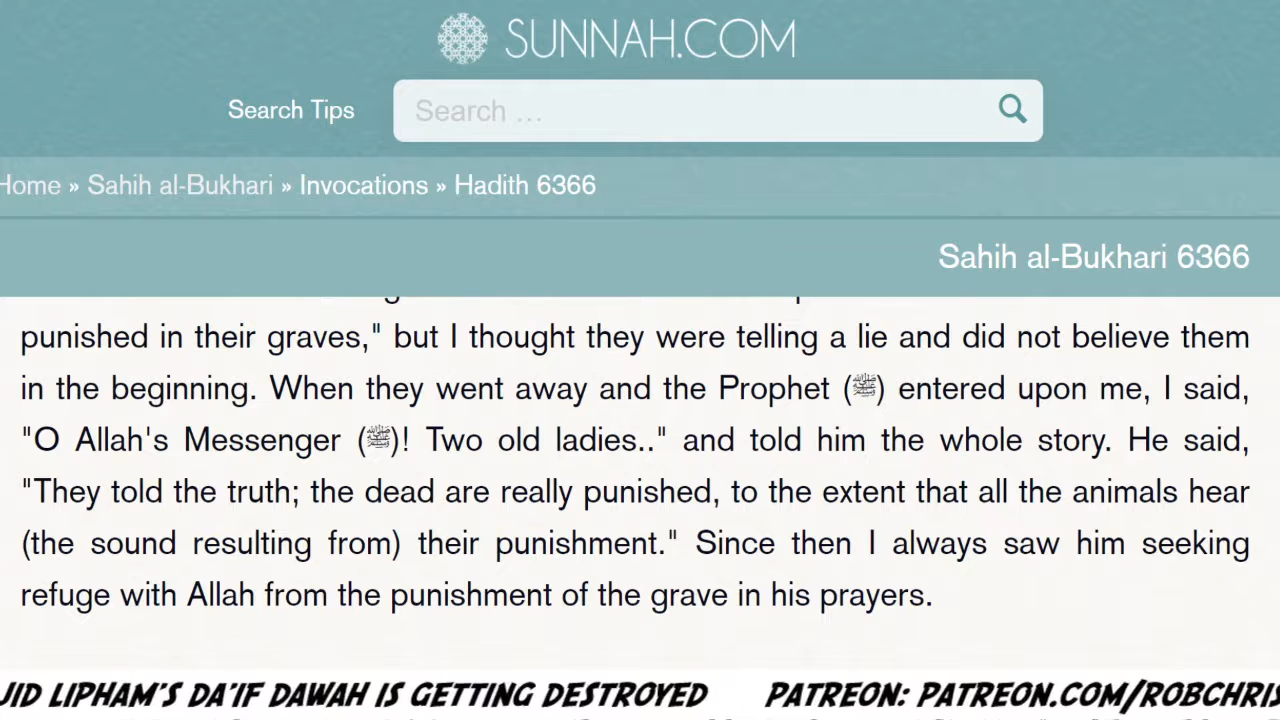 SUNNAH.COM
Search Tips
Search ...
Home » Sahih al-Bukhari » Invocations » Hadith 6366
Sahih al-Bukhari 6366
punished in their graves," but I thought they were telling a lie and did not believe them
in the beginning. When they went away and the Prophet (ﷺ) entered upon me, I said,
"O Allah's Messenger (ﷺ)! Two old ladies.." and told him the whole story. He said,
"They told the truth; the dead are really punished, to the extent that all the animals hear
(the sound resulting from) their punishment." Since then I always saw him seeking
refuge with Allah from the punishment of the grave in his prayers.
JID LIPHAM'S DA'IF DAWAH IS GETTING DESTROYED PATREON: PATREON.COM/ROBCHRIS